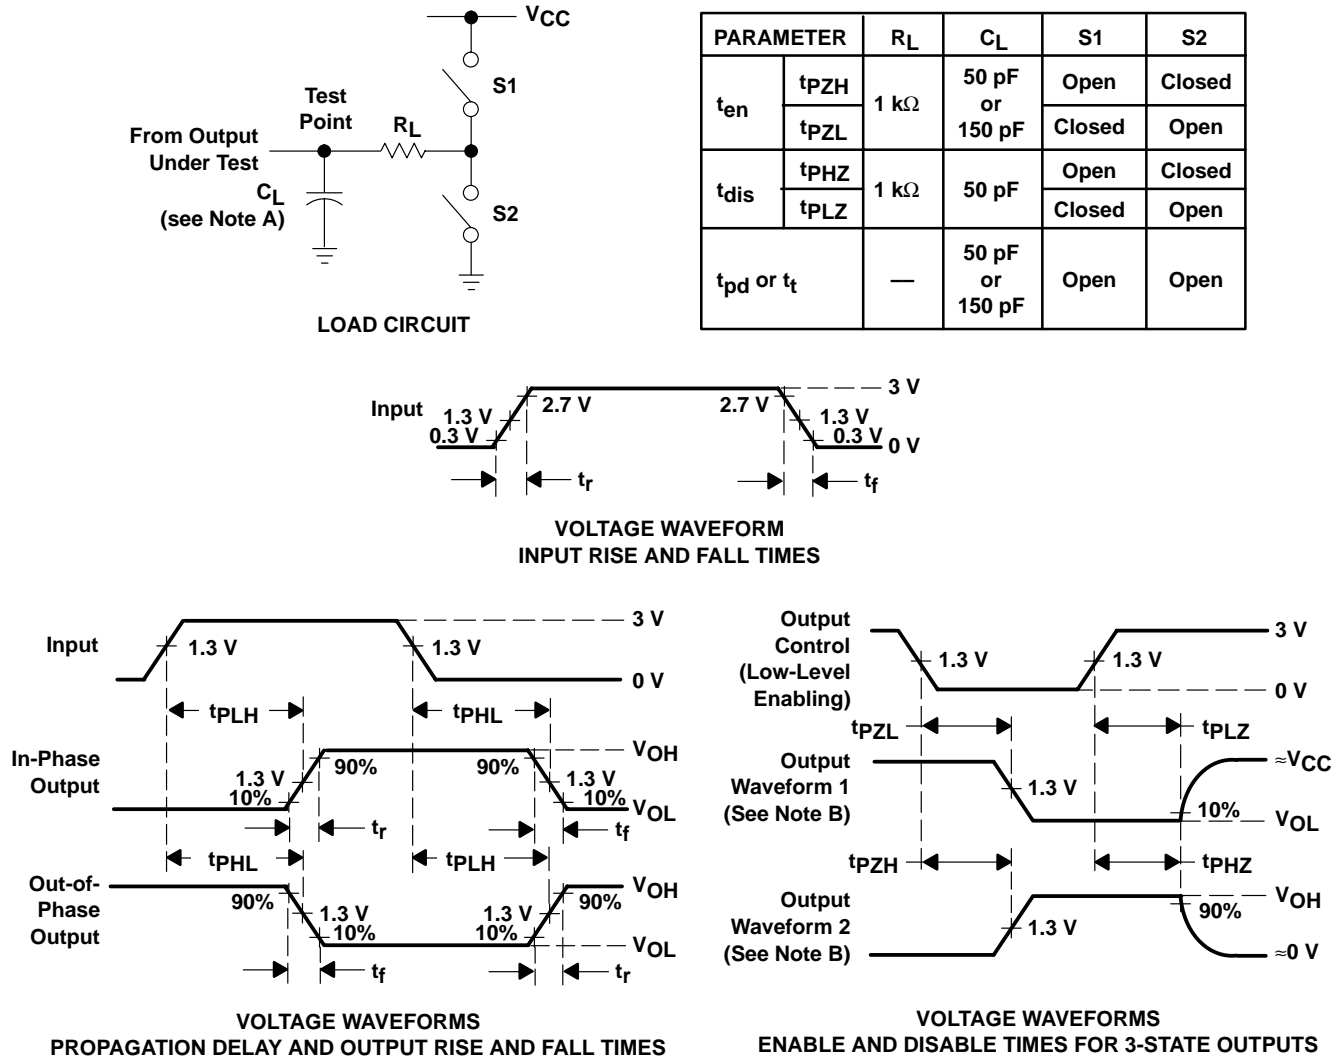 VCC
S1
Test
Point
RL
From Output
Under Test
CL
(see Note A)
S2
LOAD CIRCUIT
PARAMETER RL CL S1 S2
ten tPZH 1 kΩ 50 pF or 150 pF Open Closed
tPZL Closed Open
tdis tPHZ 1 kΩ 50 pF Open Closed
tPLZ Closed Open
tpd or tt — 50 pF or 150 pF Open Open
Input
1.3 V
0.3 V
2.7 V
2.7 V
3 V
1.3 V
0.3 V
0 V
tr
tf
VOLTAGE WAVEFORM
INPUT RISE AND FALL TIMES
Input
1.3 V
1.3 V
3 V
0 V
tPLH
tPHL
In-Phase
Output
1.3 V
10%
90%
90%
1.3 V
10%
VOH
VOL
tr
tf
tPHL
tPLH
Out-of-
Phase
Output
90%
1.3 V
10%
1.3 V
10%
90%
VOH
VOL
tf
tr
VOLTAGE WAVEFORMS
PROPAGATION DELAY AND OUTPUT RISE AND FALL TIMES
Output
Control
(Low-Level
Enabling)
1.3 V
1.3 V
3 V
0 V
tPZL
tPLZ
Output
Waveform 1
(See Note B)
1.3 V
10%
≈VCC
VOL
tPZH
tPHZ
Output
Waveform 2
(See Note B)
1.3 V
90%
VOH
≈0 V
VOLTAGE WAVEFORMS
ENABLE AND DISABLE TIMES FOR 3-STATE OUTPUTS